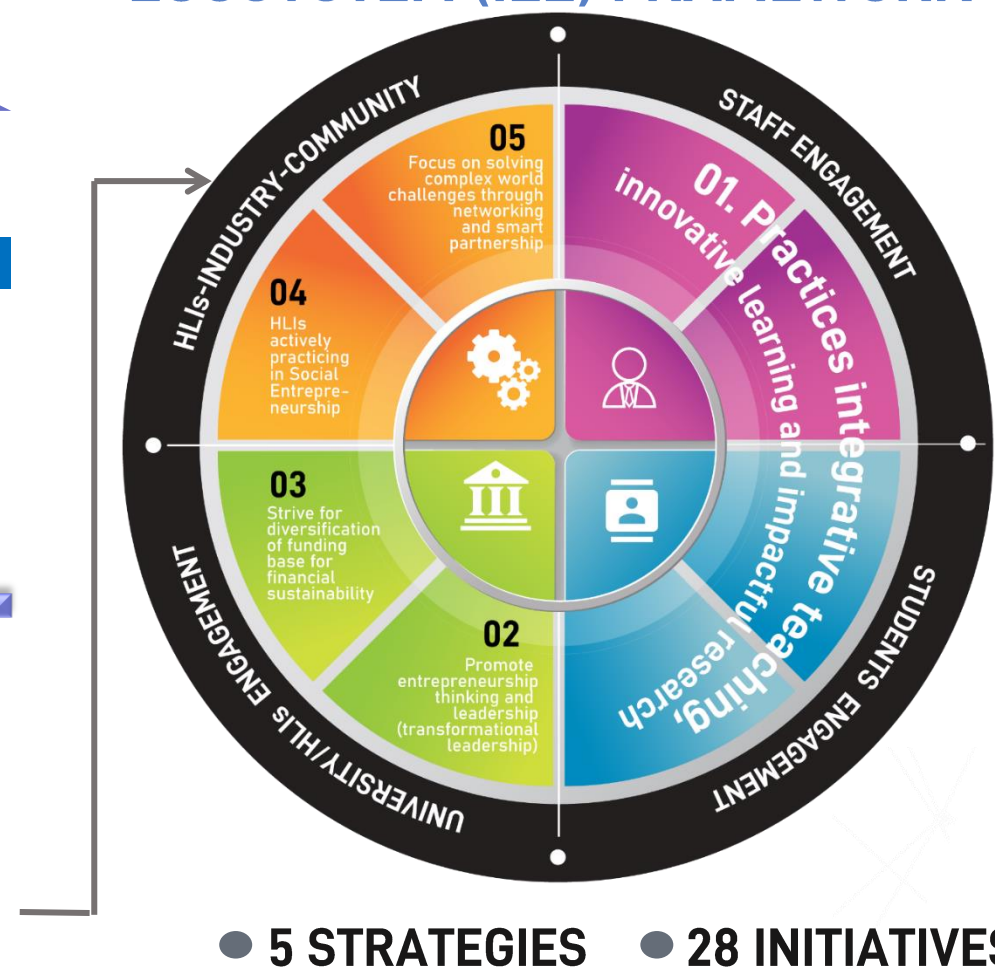 ECOSYSTEM (IEE) FRAMEWORK
HLIs-INDUSTRY-COMMUNITY
STAFF ENGAGEMENT
05
Focus on solving
complex world
challenges through
networking
and smart
partnership
01. Practices integrative teaching,
innovative learning and impactful research
04
HLIs
actively
practicing
in Social
Entrepre-
neurship
03
Strive for
diversification
of funding
base for
financial
sustainability
02
Promote
entrepreneurship
thinking and
leadership
(transformational
leadership)
UNIVERSITY/HLIs ENGAGEMENT
STUDENTS ENGAGEMENT
5 STRATEGIES
28 INITIATIVES